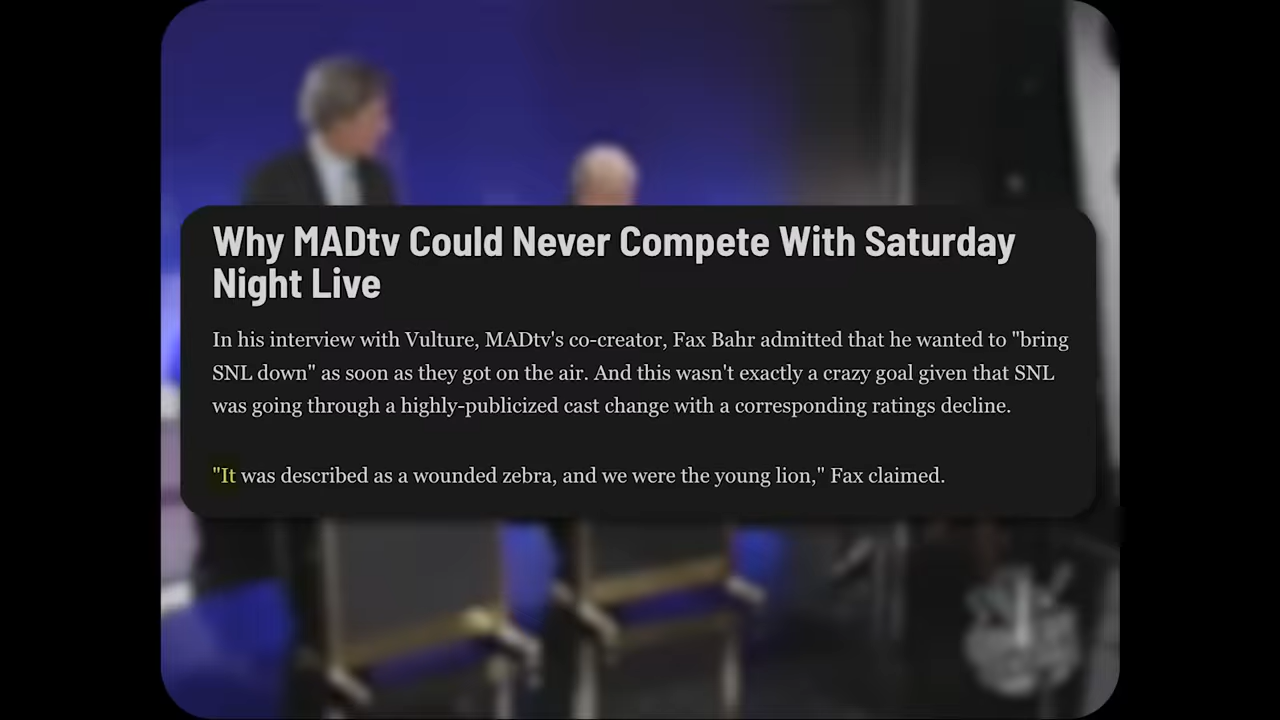 Why MADtv Could Never Compete With Saturday
Night Live
In his interview with Vulture, MADtv's co-creator, Fax Bahr admitted that he wanted to "bring
SNL down" as soon as they got on the air. And this wasn't exactly a crazy goal given that SNL
was going through a highly-publicized cast change with a corresponding ratings decline.
"It was described as a wounded zebra, and we were the young lion," Fax claimed.